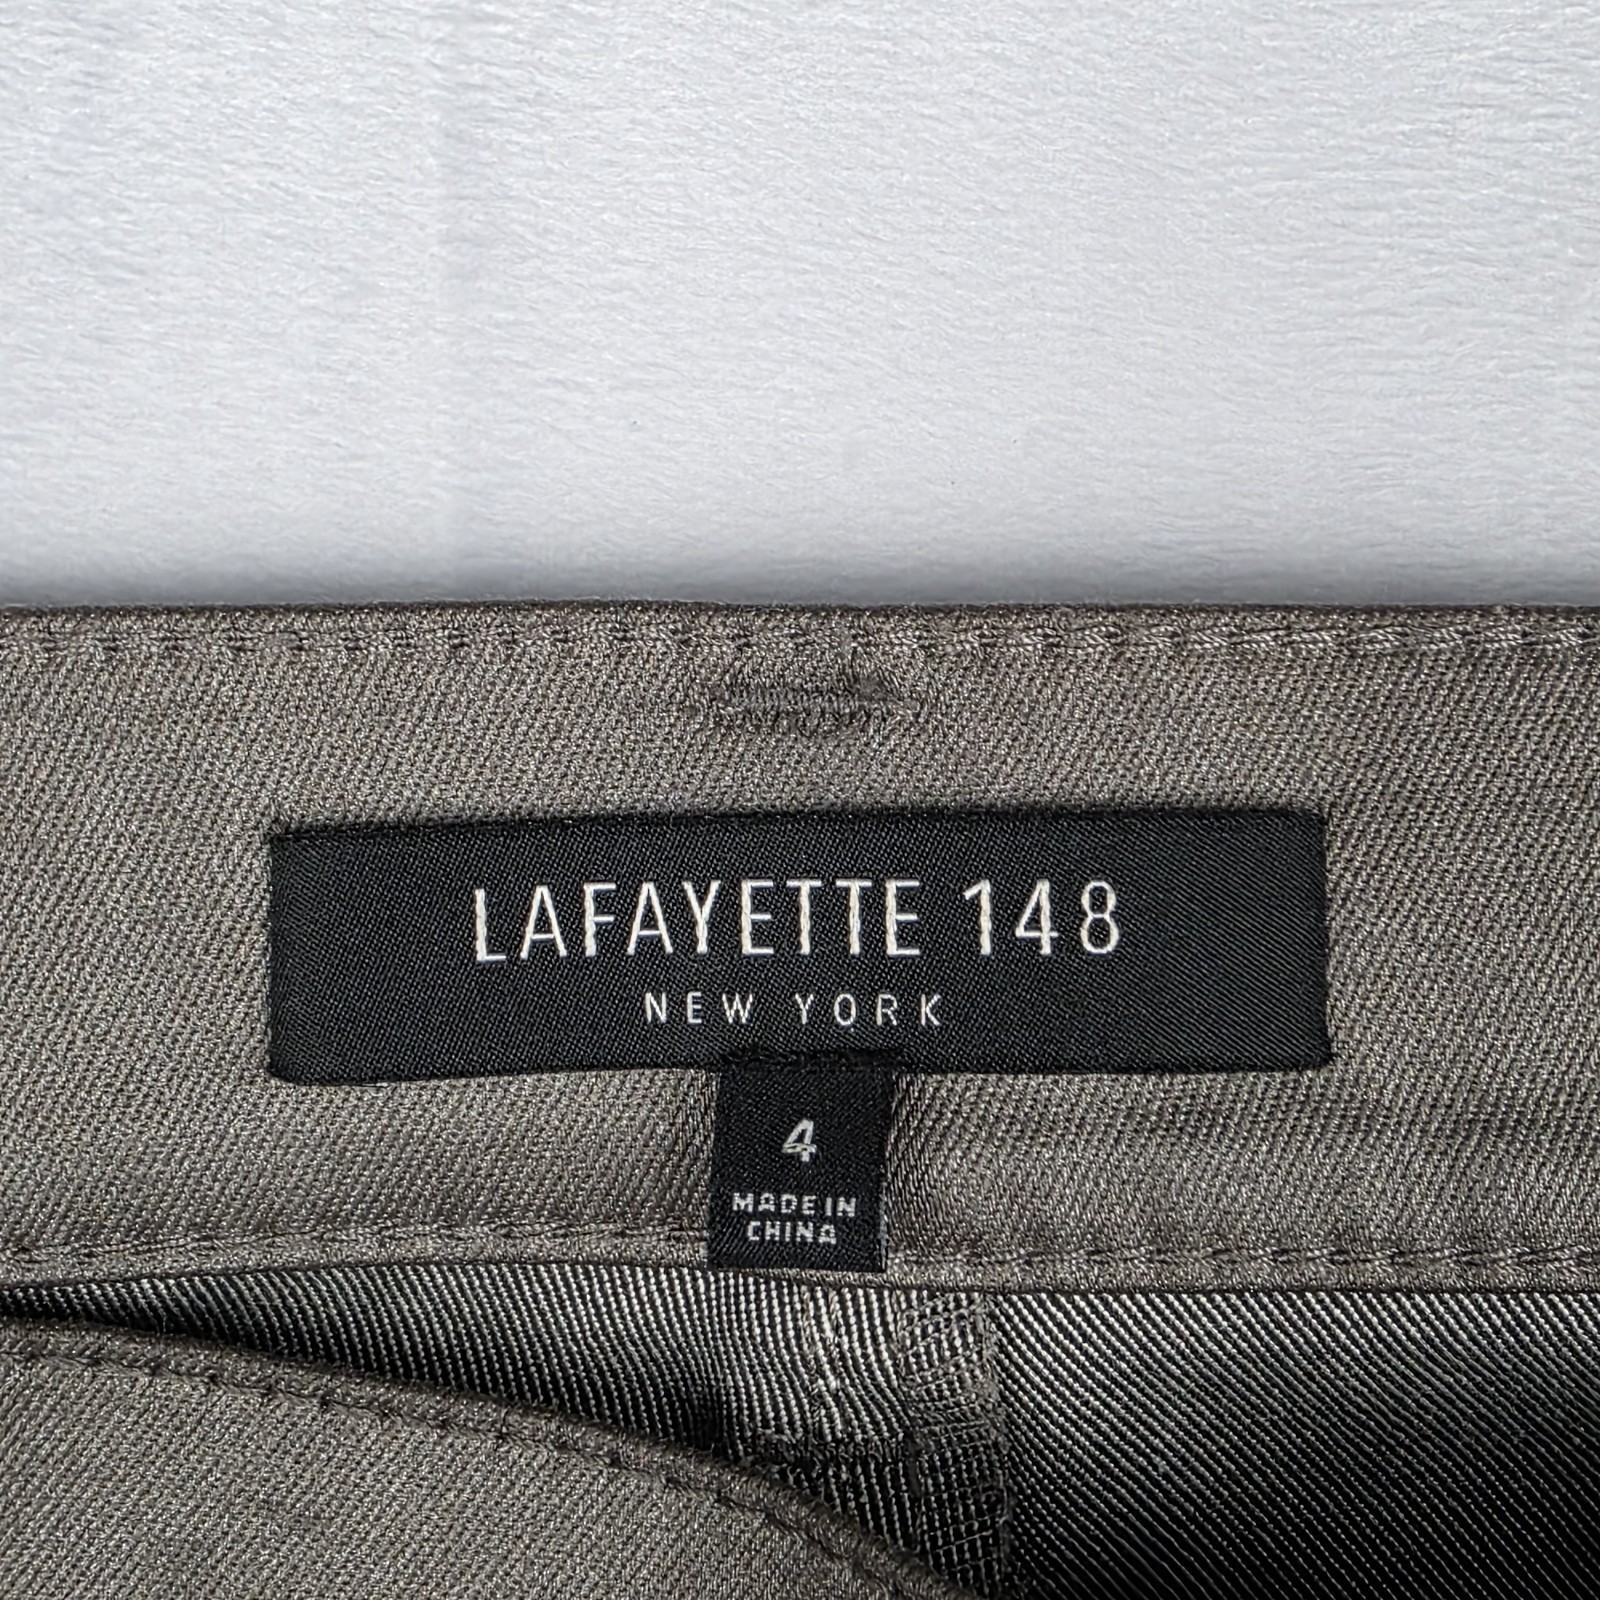 LAFAYETTE 148
NEW YORK
4
MADE IN
CHINA